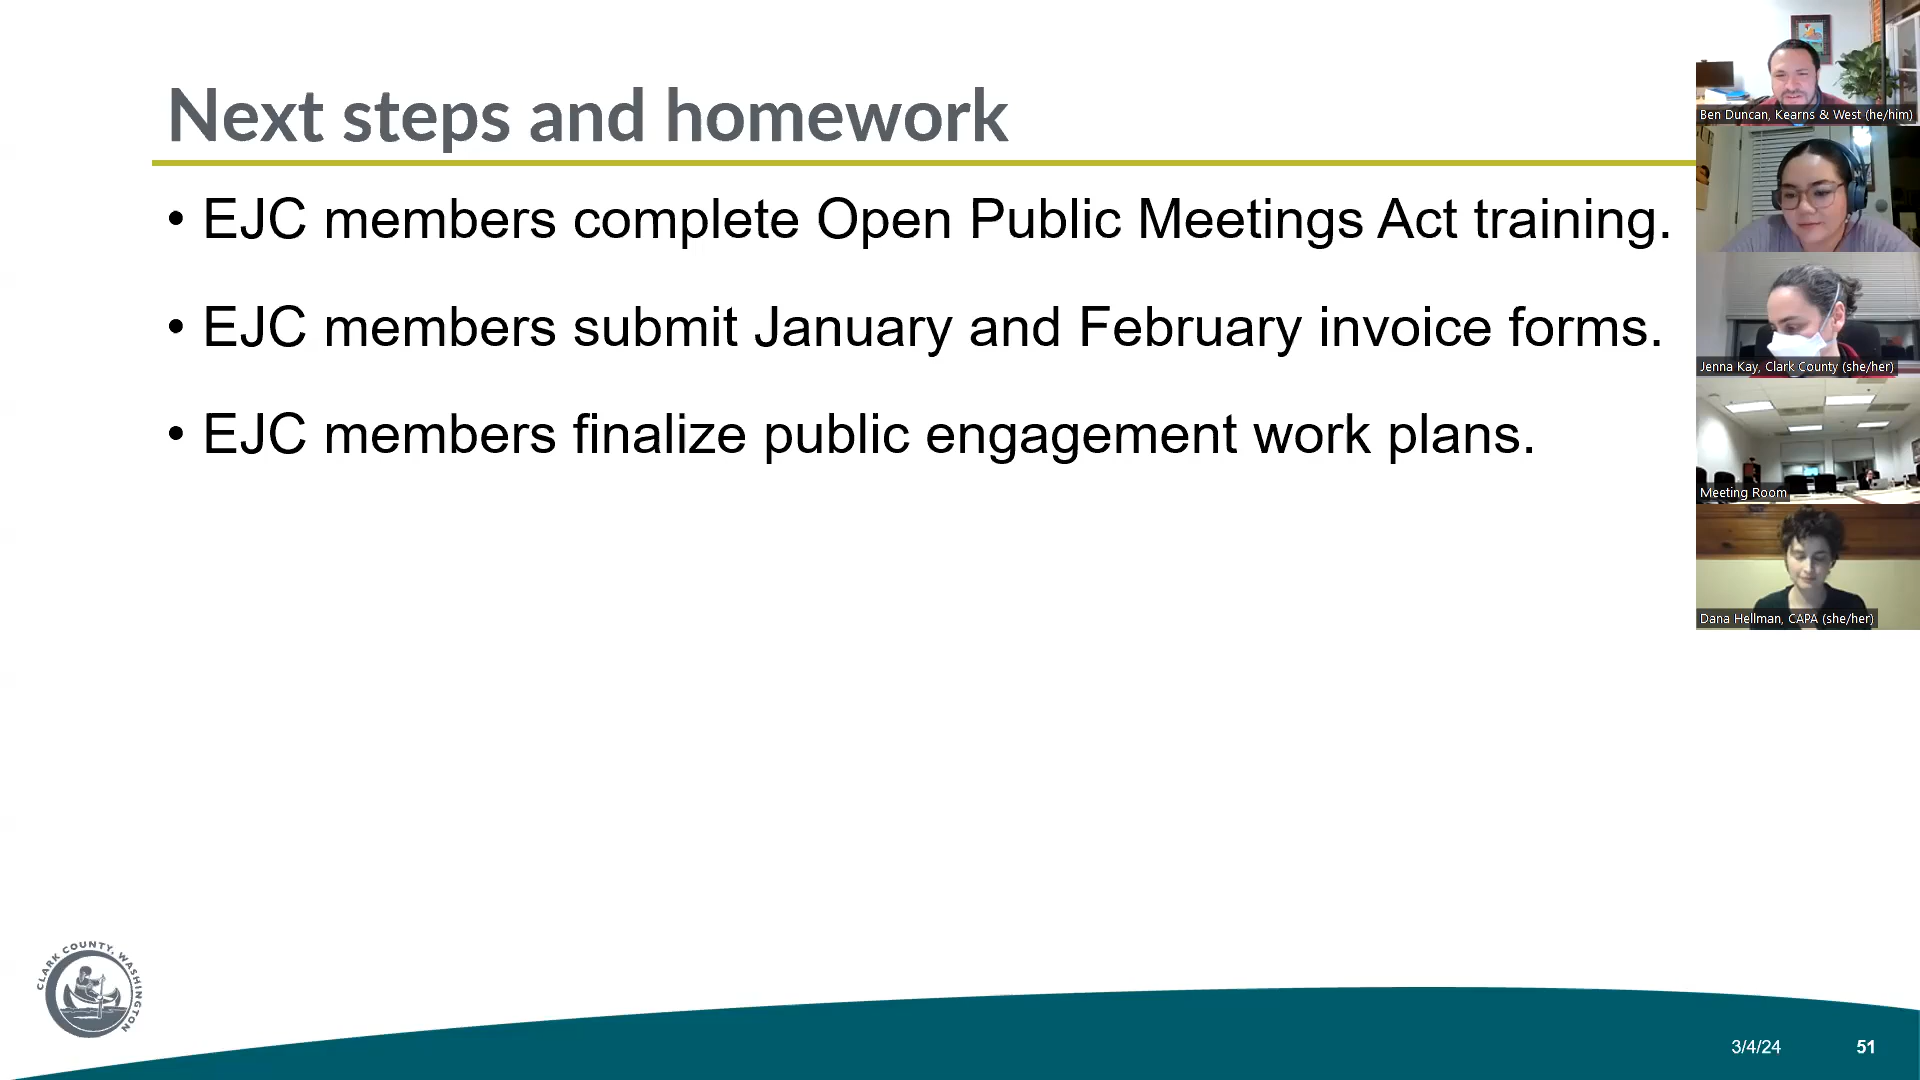 Next steps and homework
• EJC members complete Open Public Meetings Act training.
• EJC members submit January and February invoice forms.
• EJC members finalize public engagement work plans.
Ben Duncan, Kearns & West (he/him)
Jenna Kay, Clark County (she/her)
Meeting Room
Dana Hellman, CAPA (she/her)
CLARK COUNTY, WASHINGTON
3/4/24
51